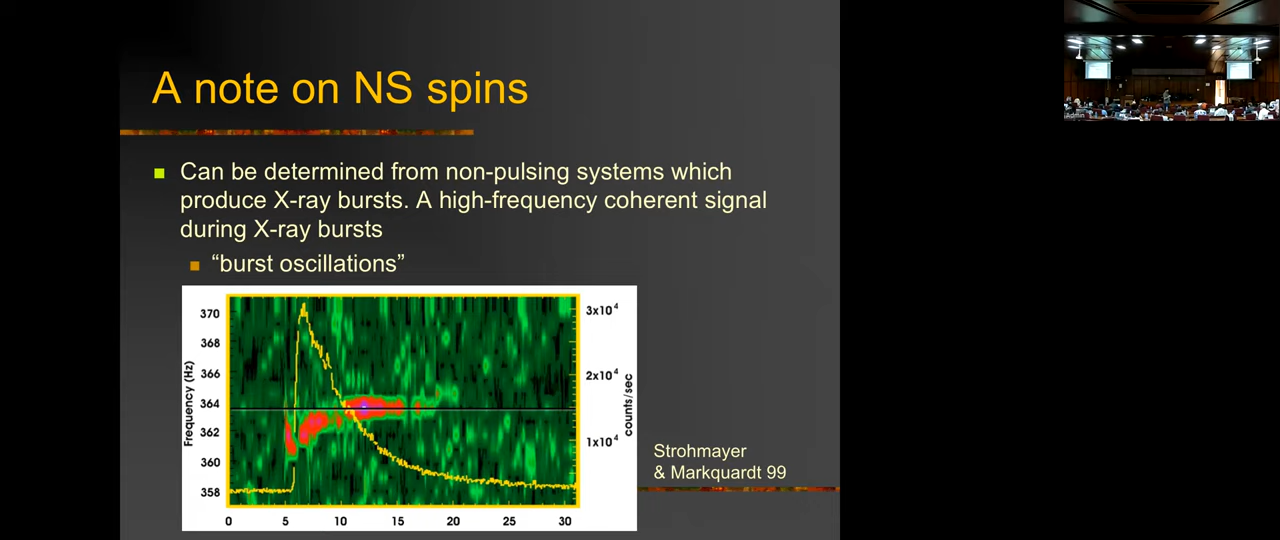 A note on NS spins
Can be determined from non-pulsing systems which
produce X-ray bursts. A high-frequency coherent signal
during X-ray bursts
“burst oscillations”
370
368
366
364
362
360
358
Frequency (Hz)
3x10⁴
2x10⁴
1x10⁴
counts/sec
0 5 10 15 20 25 30
Strohmayer
& Markquardt 99